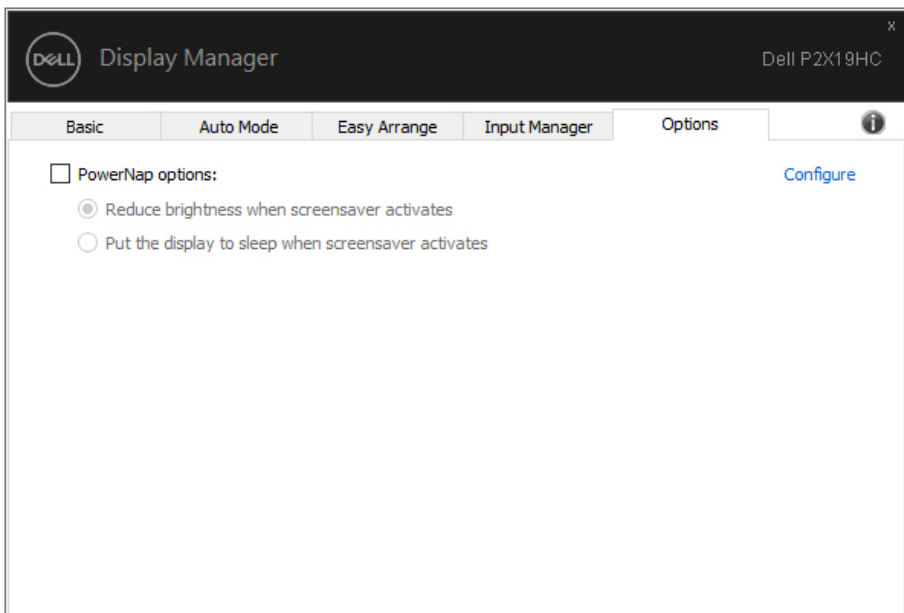 x
DELL Display Manager Dell P2X19HC
Basic Auto Mode Easy Arrange Input Manager Options i
PowerNap options: Configure
Reduce brightness when screensaver activates
Put the display to sleep when screensaver activates